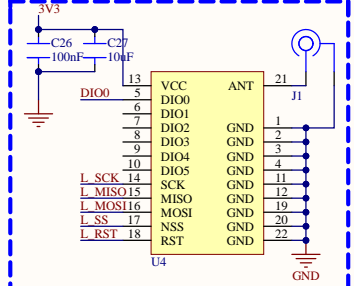 3V3
C26
100nF
C27
10uF
13 VCC ANT 21
DIO0 5 DIO0
J1
6 DIO1
7 DIO2 GND 1
8 DIO3 GND 2
9 DIO4 GND 3
10 DIO5 GND 4
L_SCK 14 SCK GND 11
L_MISO 15 MISO GND 12
L_MOSI 16 MOSI GND 19
L_SS 17 NSS GND 20
L_RST 18 RST GND 22
U4
GND